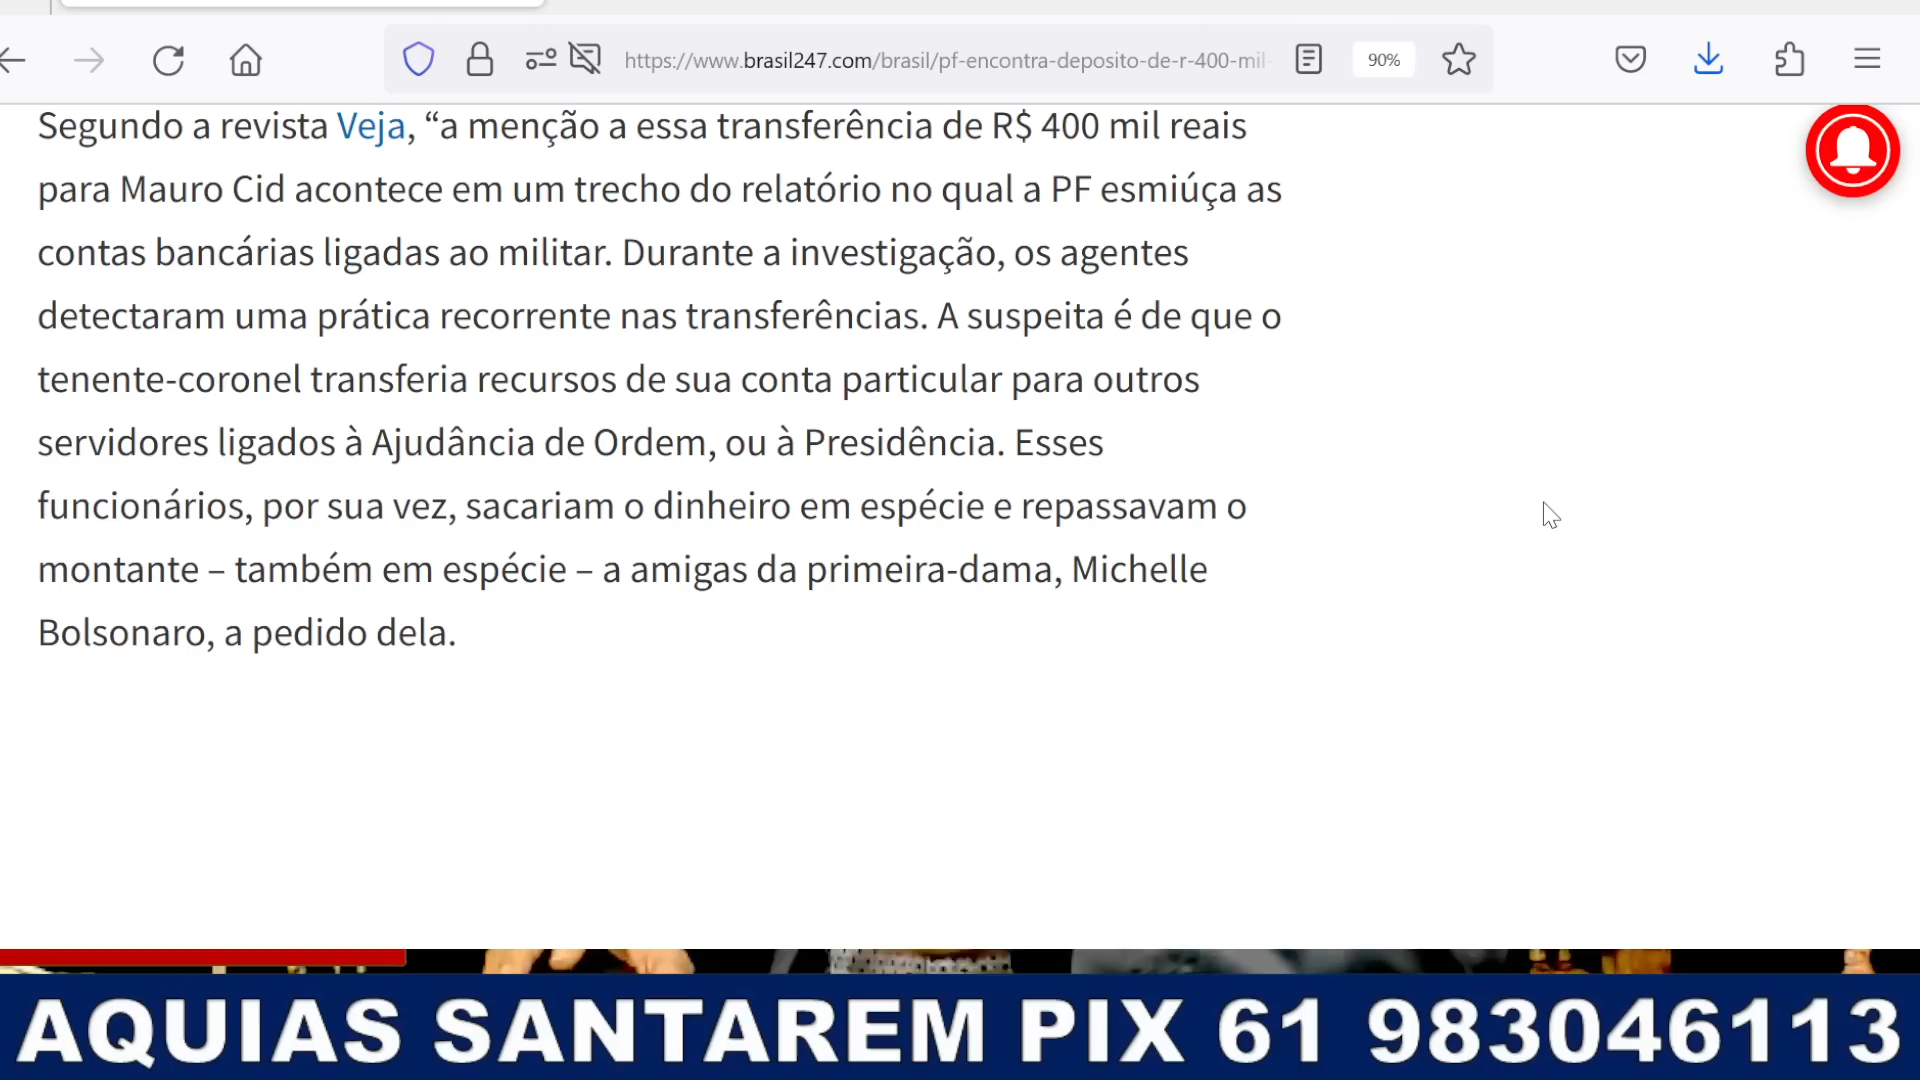 https://www.brasil247.com/brasil/pf-encontra-deposito-de-r-400-mil-
90%
Segundo a revista Veja, “a menção a essa transferência de R$ 400 mil reais
para Mauro Cid acontece em um trecho do relatório no qual a PF esmiúça as
contas bancárias ligadas ao militar. Durante a investigação, os agentes
detectaram uma prática recorrente nas transferências. A suspeita é de que o
tenente-coronel transferia recursos de sua conta particular para outros
servidores ligados à Ajudância de Ordem, ou à Presidência. Esses
funcionários, por sua vez, sacariam o dinheiro em espécie e repassavam o
montante – também em espécie – a amigas da primeira-dama, Michelle
Bolsonaro, a pedido dela.
AQUIAS SANTAREM PIX 61 983046113